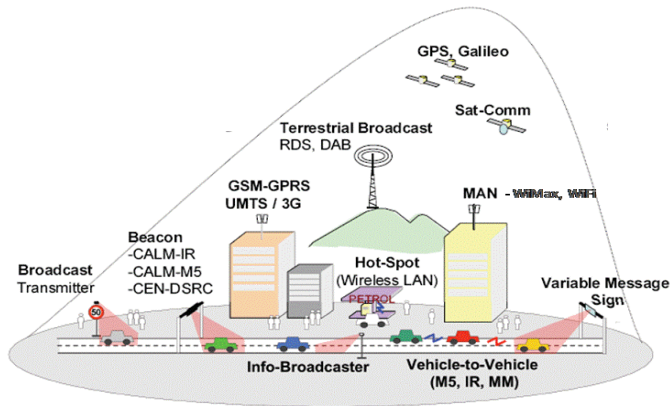 GPS, Galileo
Sat-Comm
Terrestrial Broadcast
RDS, DAB
GSM-GPRS
UMTS / 3G
MAN - WiMax, WiFi
Beacon
-CALM-IR
-CALM-M5
-CEN-DSRC
Hot-Spot
(Wireless LAN)
Broadcast
Transmitter
Variable Message
Sign
PETROL
50
Info-Broadcaster
Vehicle-to-Vehicle
(M5, IR, MM)